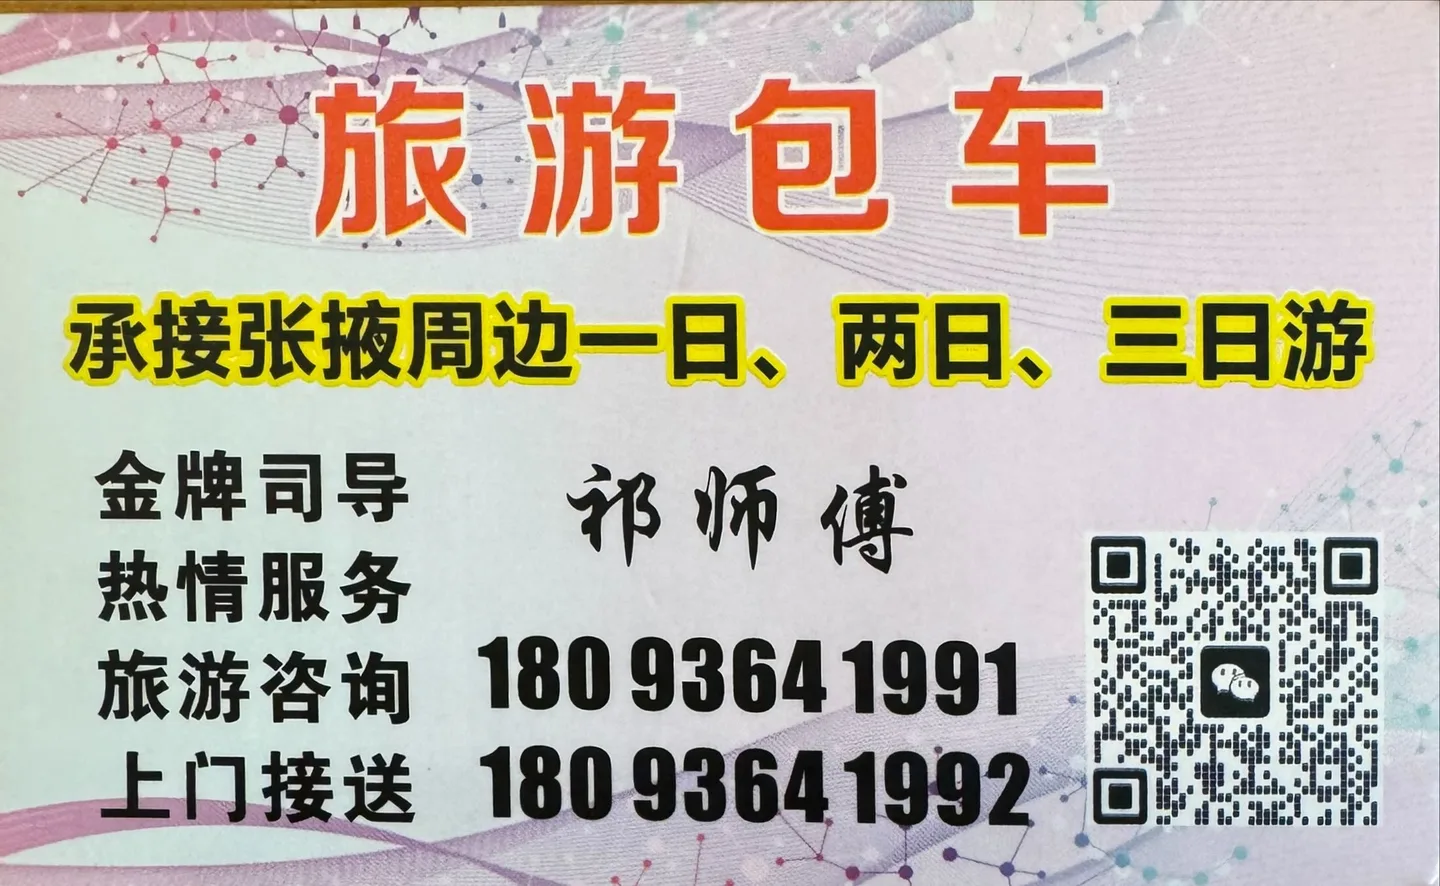 旅游包车
承接张掖周边一日、两日、三日游
金牌司导
祁师傅
热情服务
旅游咨询
180 9364 1991
上门接送
180 9364 1992